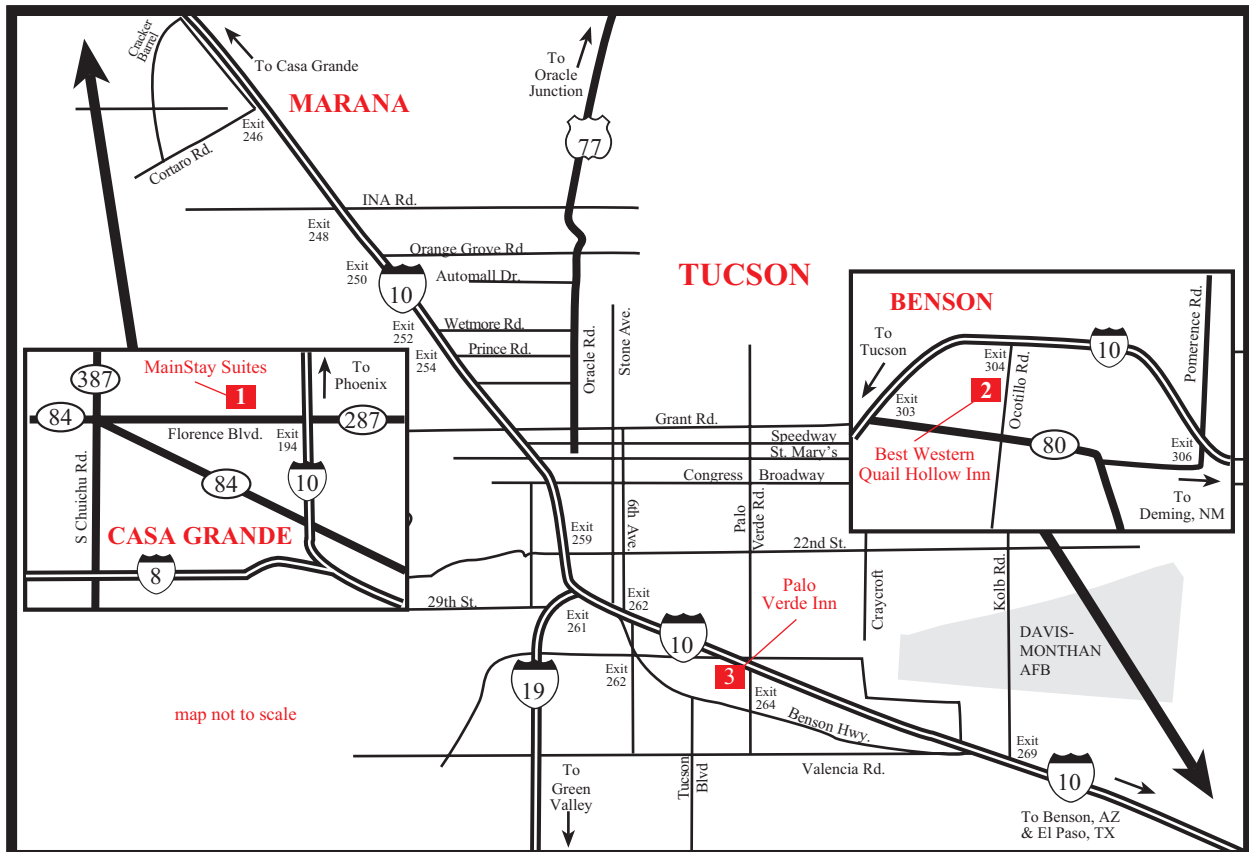 Cracker
Barrel
To Casa Grande
MARANA
Exit
246
Cortaro Rd.
To
Oracle
Junction
77
INA Rd.
Exit
248
Orange Grove Rd.
Exit
250
Automall Dr.
10
TUCSON
Wetmore Rd.
Exit
252
Prince Rd.
Exit
254
Oracle Rd.
Stone Ave.
Grant Rd.
Speedway
St. Mary's
Congress
Broadway
6th Ave.
Palo
Verde Rd.
Exit
259
22nd St.
29th St.
Exit
261
Exit
262
Exit
262
10
Palo
Verde Inn
3
Exit
264
Craycroft
Kolb Rd.
DAVIS-
MONTHAN
AFB
19
Benson Hwy.
map not to scale
Valencia Rd.
Exit
269
To
Green
Valley
Tucson
Blvd
10
To Benson, AZ
& El Paso, TX
387
MainStay Suites
1
To
Phoenix
84
287
Florence Blvd.
Exit
194
S Chuichu Rd.
84
10
CASA GRANDE
8
BENSON
To
Tucson
10
Pomerence Rd.
Exit
304
Ocotillo Rd.
2
Exit
303
80
Best Western
Quail Hollow Inn
Exit
306
To
Deming, NM